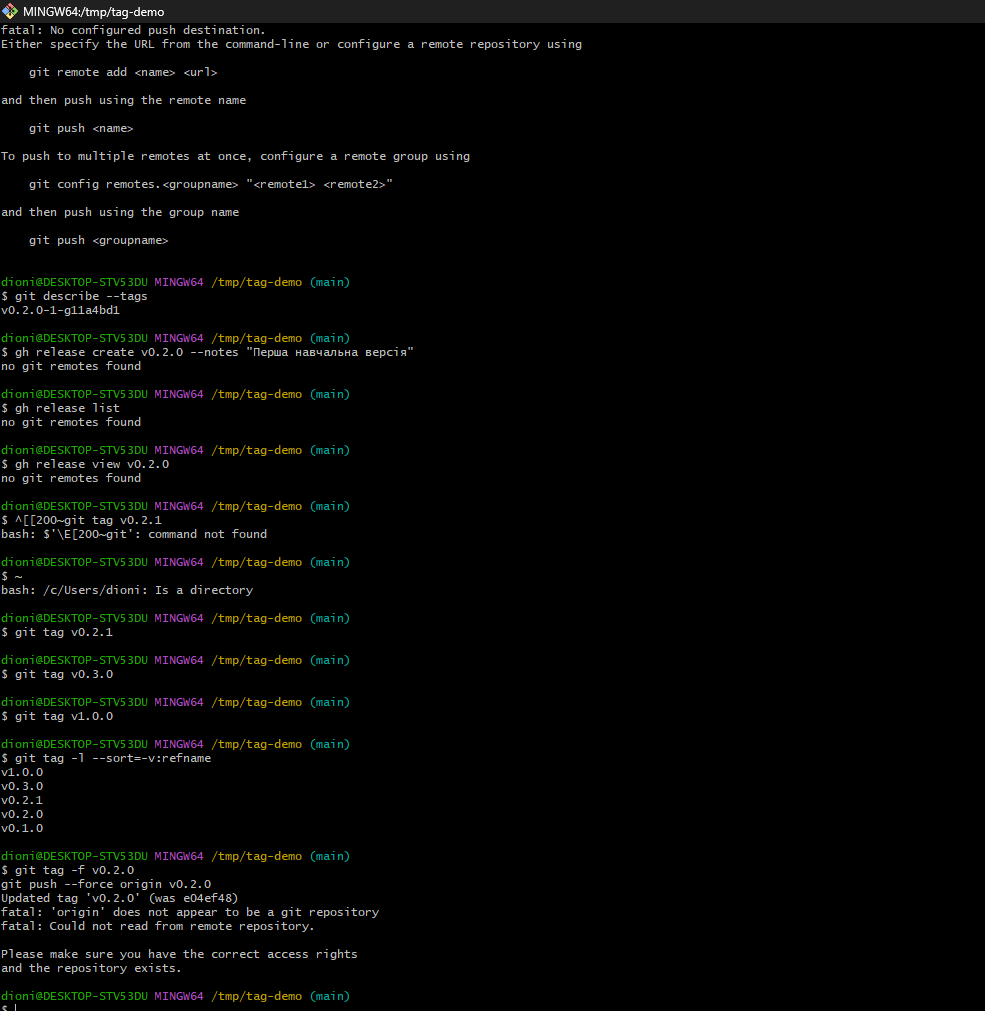 MINGW64:/tmp/tag-demo
fatal: No configured push destination.
Either specify the URL from the command-line or configure a remote repository using
git remote add <name> <url>
and then push using the remote name
git push <name>
To push to multiple remotes at once, configure a remote group using
git config remotes.<groupname> "<remote1> <remote2>"
and then push using the group name
git push <groupname>
dioni@DESKTOP-STV53DU MINGW64 /tmp/tag-demo (main)
$ git describe --tags
v0.2.0-1-g11a4bd1
dioni@DESKTOP-STV53DU MINGW64 /tmp/tag-demo (main)
$ gh release create v0.2.0 --notes "Перша навчальна версія"
no git remotes found
dioni@DESKTOP-STV53DU MINGW64 /tmp/tag-demo (main)
$ gh release list
no git remotes found
dioni@DESKTOP-STV53DU MINGW64 /tmp/tag-demo (main)
$ gh release view v0.2.0
no git remotes found
dioni@DESKTOP-STV53DU MINGW64 /tmp/tag-demo (main)
$ ^[[200~git tag v0.2.1
bash: $'\E[200~git': command not found
dioni@DESKTOP-STV53DU MINGW64 /tmp/tag-demo (main)
$ ~
bash: /c/Users/dioni: Is a directory
dioni@DESKTOP-STV53DU MINGW64 /tmp/tag-demo (main)
$ git tag v0.2.1
dioni@DESKTOP-STV53DU MINGW64 /tmp/tag-demo (main)
$ git tag v0.3.0
dioni@DESKTOP-STV53DU MINGW64 /tmp/tag-demo (main)
$ git tag v1.0.0
dioni@DESKTOP-STV53DU MINGW64 /tmp/tag-demo (main)
$ git tag -l --sort=-v:refname
v1.0.0
v0.3.0
v0.2.1
v0.2.0
v0.1.0
dioni@DESKTOP-STV53DU MINGW64 /tmp/tag-demo (main)
$ git tag -f v0.2.0
git push --force origin v0.2.0
Updated tag 'v0.2.0' (was e04ef48)
fatal: 'origin' does not appear to be a git repository
fatal: Could not read from remote repository.
Please make sure you have the correct access rights
and the repository exists.
dioni@DESKTOP-STV53DU MINGW64 /tmp/tag-demo (main)
$